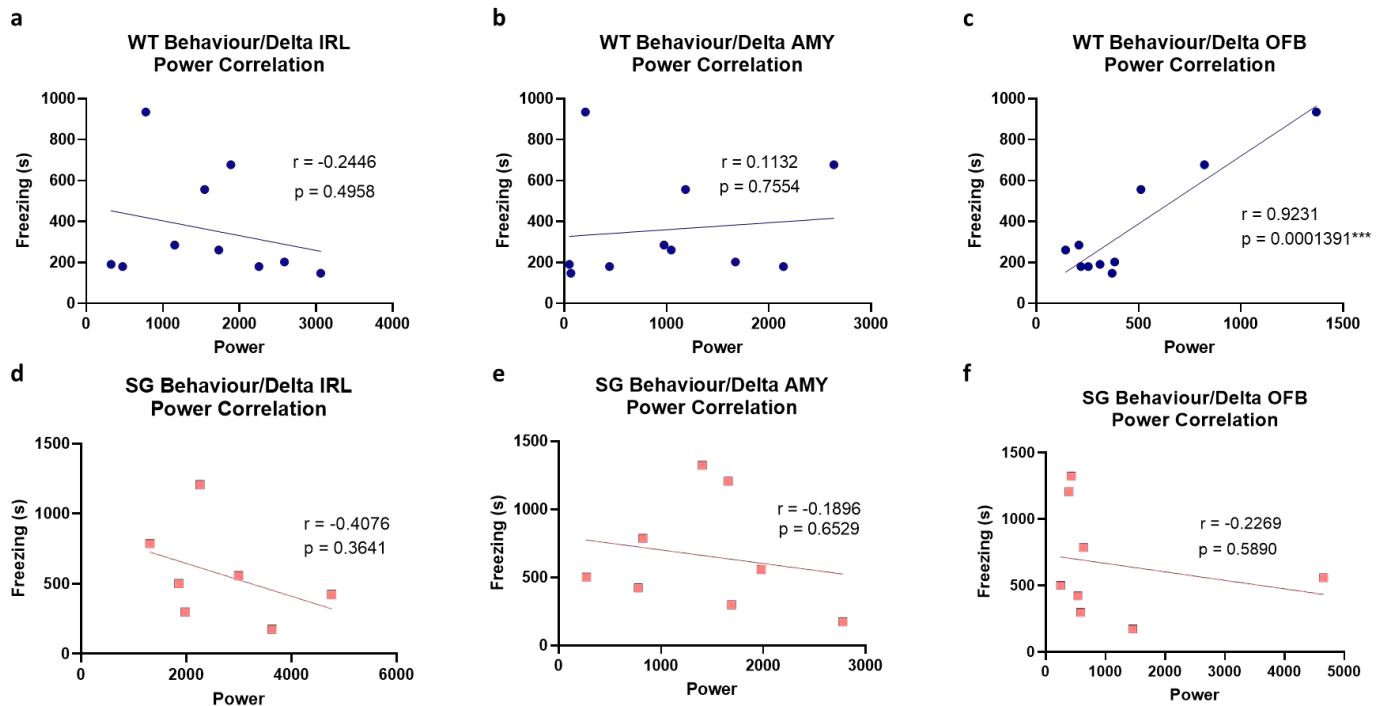 a
WT Behaviour/Delta IRL
Power Correlation
1000
800
600
400
200
0
Freezing (s)
r = -0.2446
p = 0.4958
0 1000 2000 3000 4000
Power
b
WT Behaviour/Delta AMY
Power Correlation
1000
800
600
400
200
0
Freezing (s)
r = 0.1132
p = 0.7554
0 1000 2000 3000
Power
c
WT Behaviour/Delta OFB
Power Correlation
1000
800
600
400
200
0
Freezing (s)
r = 0.9231
p = 0.0001391***
0 500 1000 1500
Power
d
SG Behaviour/Delta IRL
Power Correlation
1500
1000
500
0
Freezing (s)
r = -0.4076
p = 0.3641
0 2000 4000 6000
Power
e
SG Behaviour/Delta AMY
Power Correlation
1500
1000
500
0
Freezing (s)
r = -0.1896
p = 0.6529
0 1000 2000 3000
Power
f
SG Behaviour/Delta OFB
Power Correlation
1500
1000
500
0
Freezing (s)
r = -0.2269
p = 0.5890
0 1000 2000 3000 4000 5000
Power